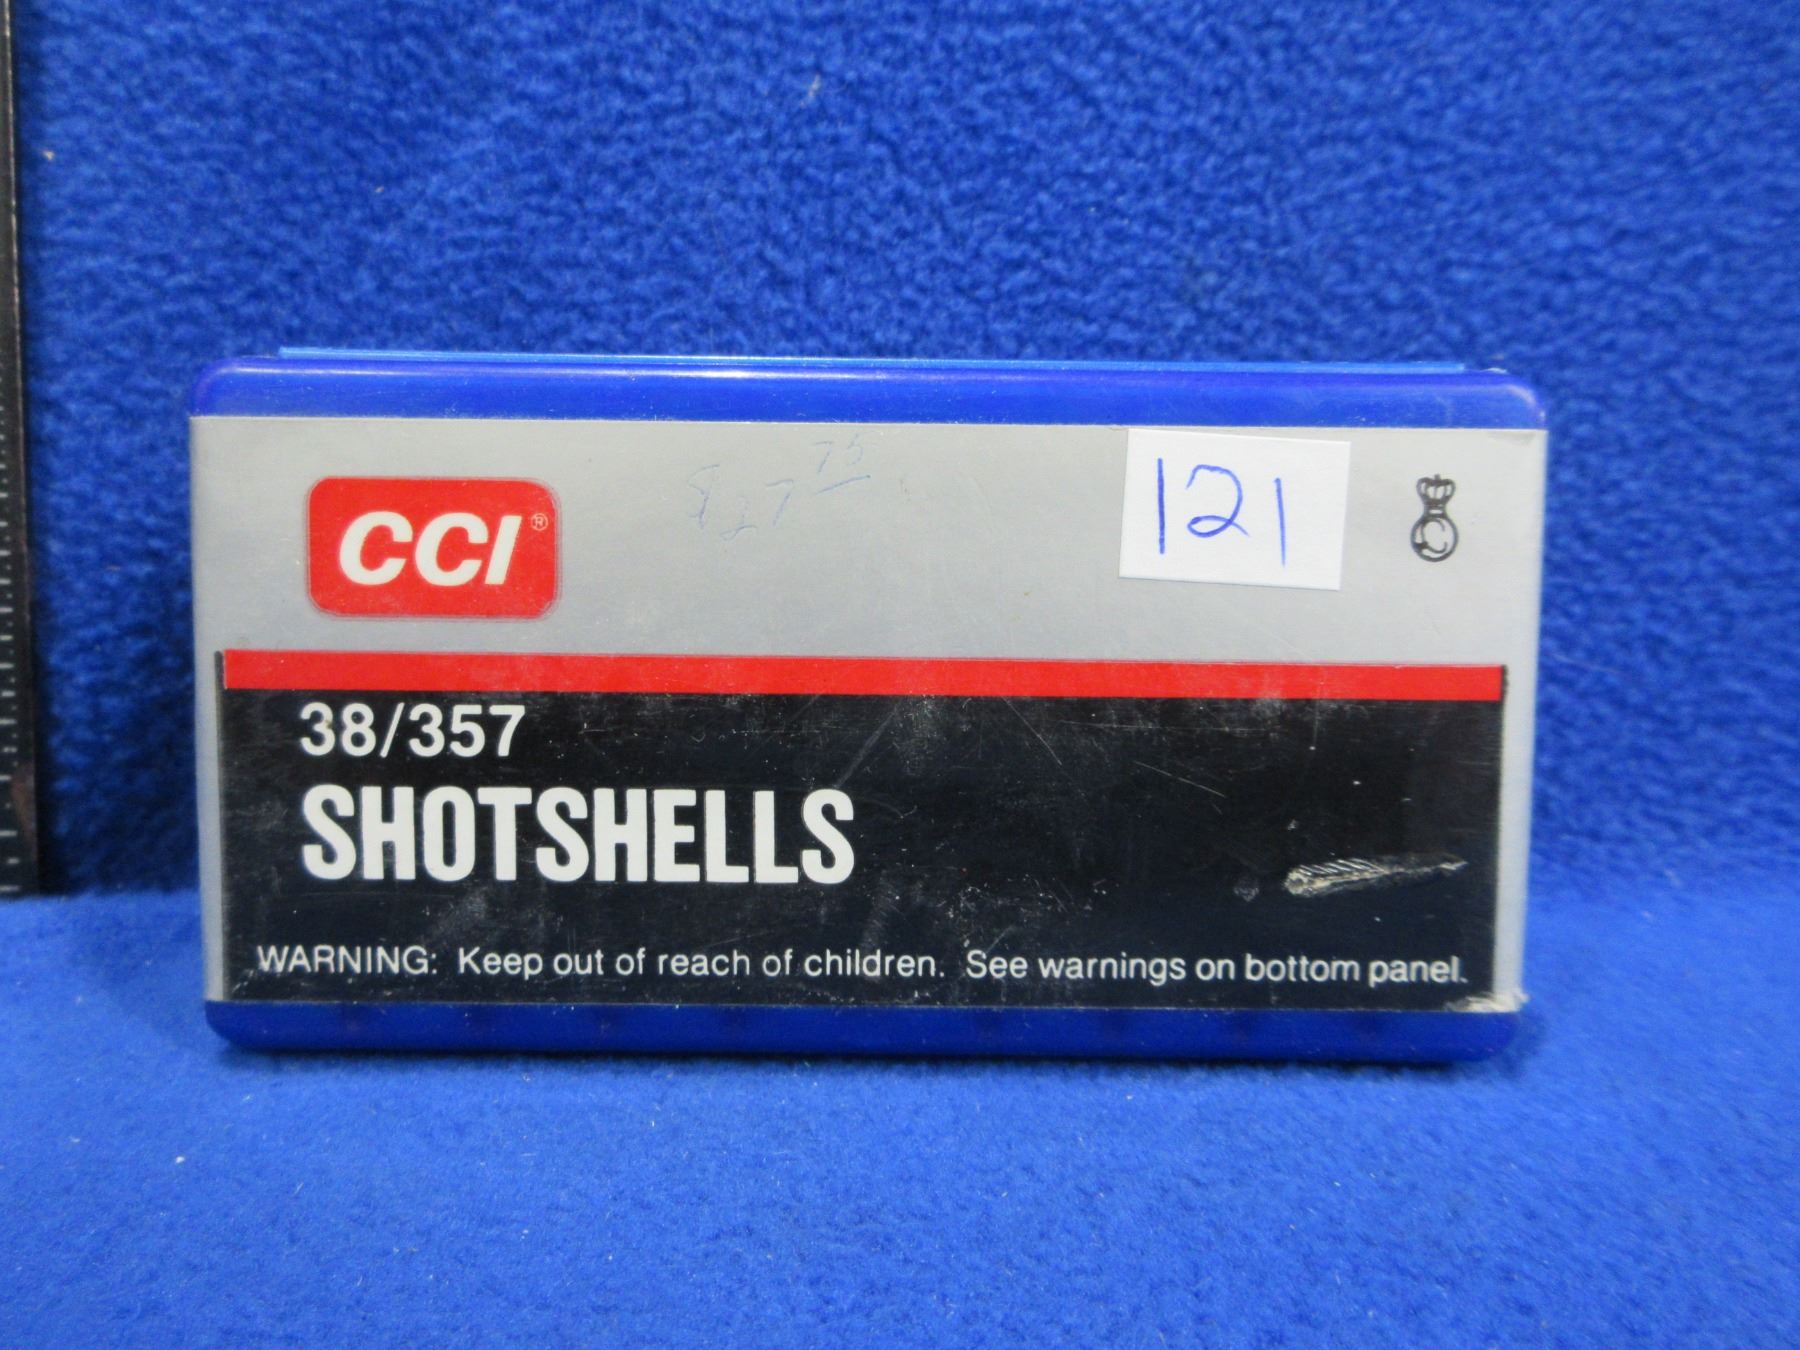 CCI®
121
38/357
SHOTSHELLS
WARNING: Keep out of reach of children. See warnings on bottom panel.